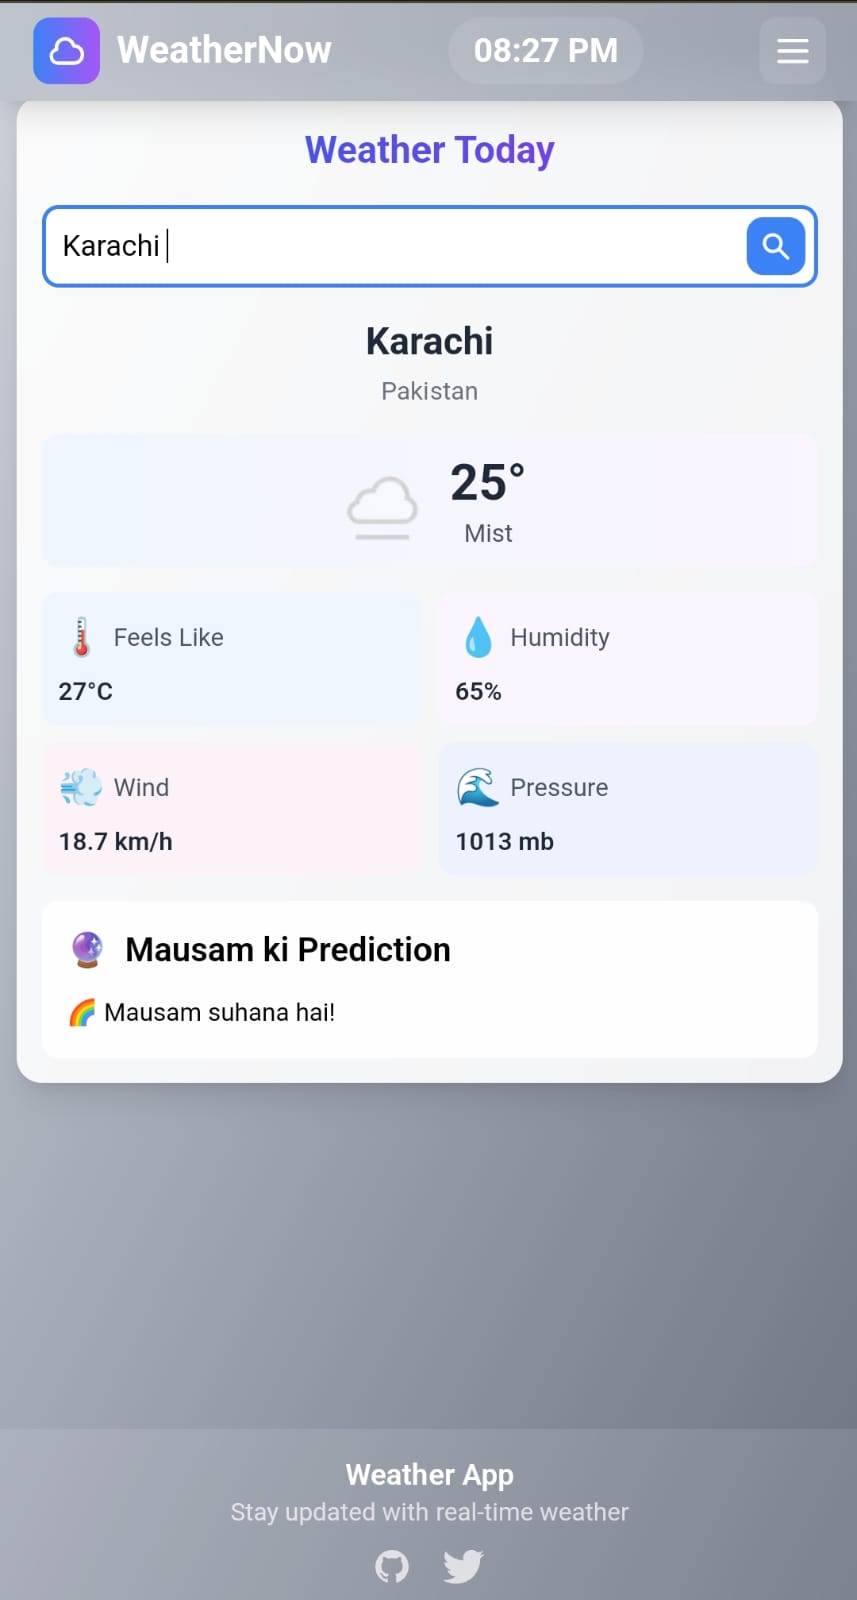 WeatherNow
08:27 PM
Weather Today
Karachi
Karachi
Pakistan
25°
Mist
Feels Like
27°C
Humidity
65%
Wind
18.7 km/h
Pressure
1013 mb
Mausam ki Prediction
Mausam suhana hai!
Weather App
Stay updated with real-time weather